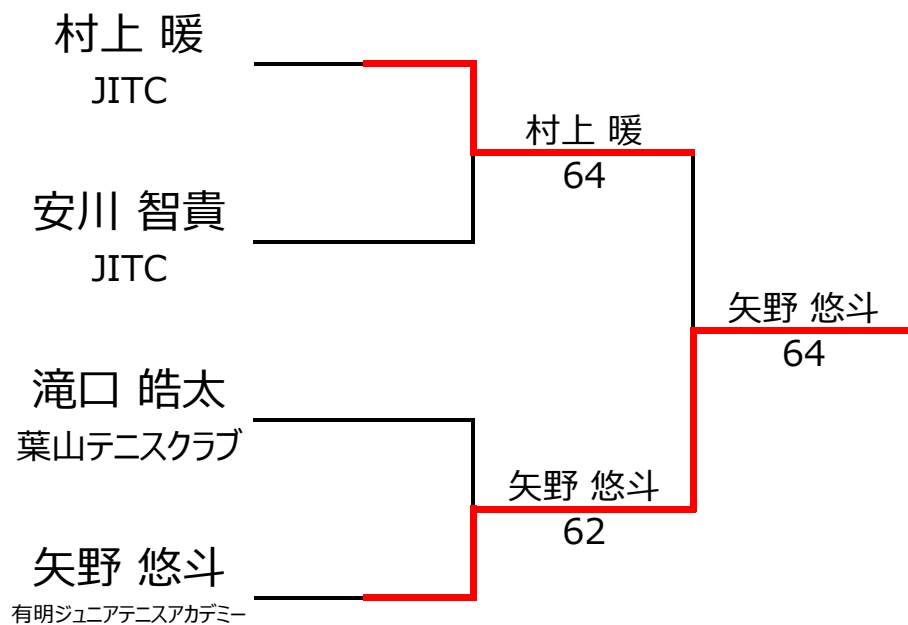 村上 暖
JITC
村上 暖
64
安川 智貴
JITC
矢野 悠斗
64
滝口 皓太
葉山テニスクラブ
矢野 悠斗
62
矢野 悠斗
有明ジュニアテニスアカデミー